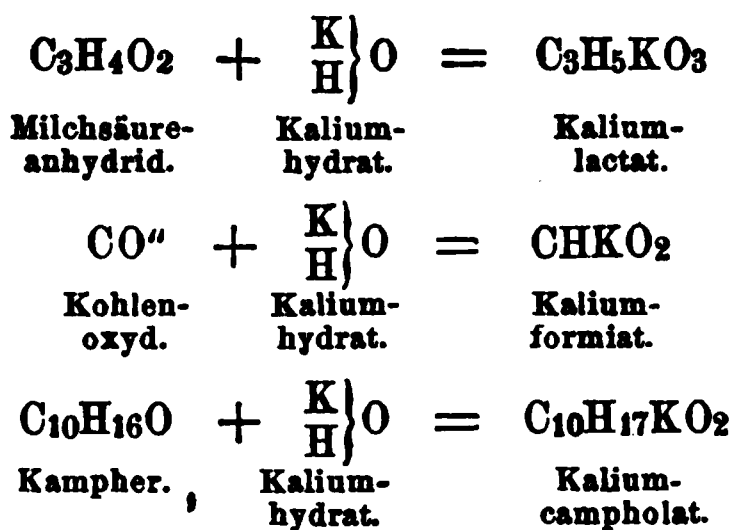 C3H4O2 + K/H}O = C3H5KO3
Milchsäure- Kalium- Kalium-
anhydrid. hydrat. lactat.
CO" + K/H}O = CHKO2
Kohlen- Kalium- Kalium-
oxyd. hydrat. formiat.
C10H16O + K/H}O = C10H17KO2
Kampher. , Kalium- Kalium-
hydrat. campholat.